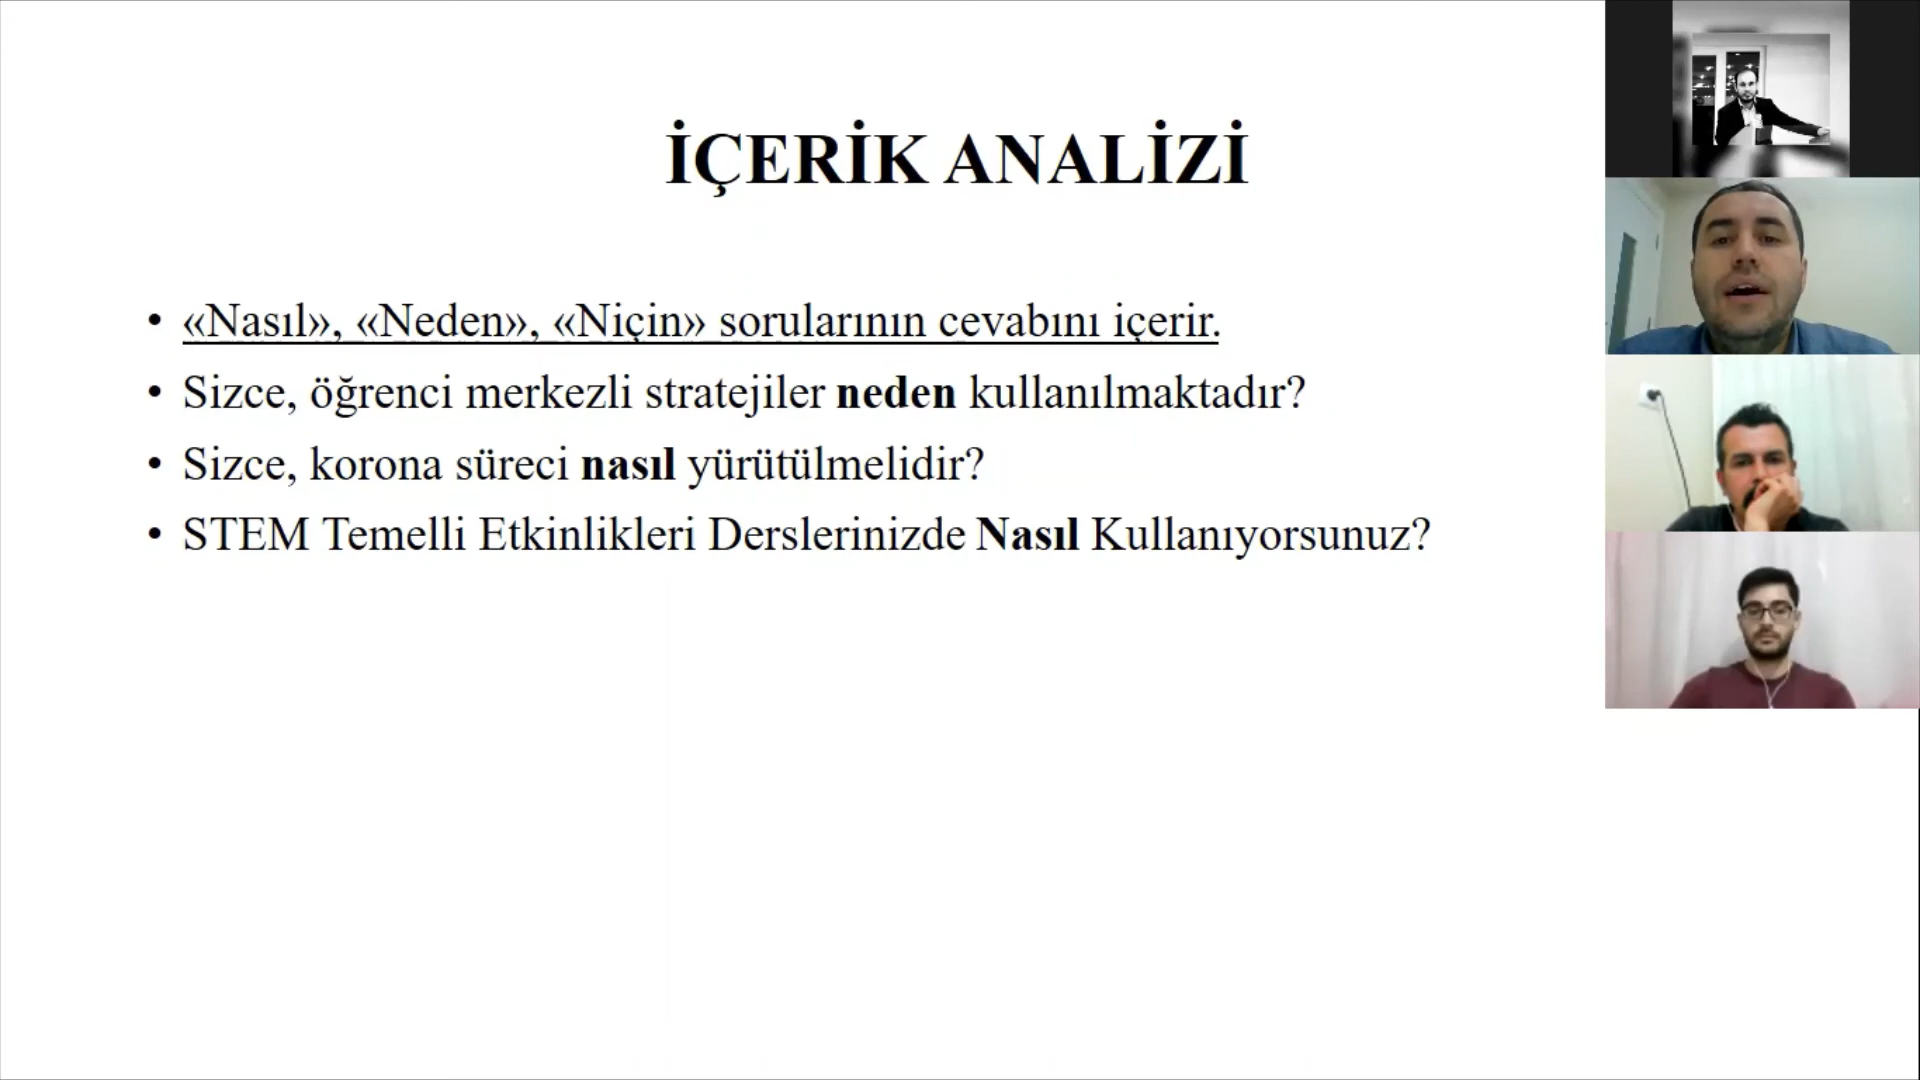 İÇERİK ANALİZİ
• «Nasıl», «Neden», «Niçin» sorularının cevabını içerir.
• Sizce, öğrenci merkezli stratejiler neden kullanılmaktadır?
• Sizce, korona süreci nasıl yürütülmelidir?
• STEM Temelli Etkinlikleri Derslerinizde Nasıl Kullanıyorsunuz?